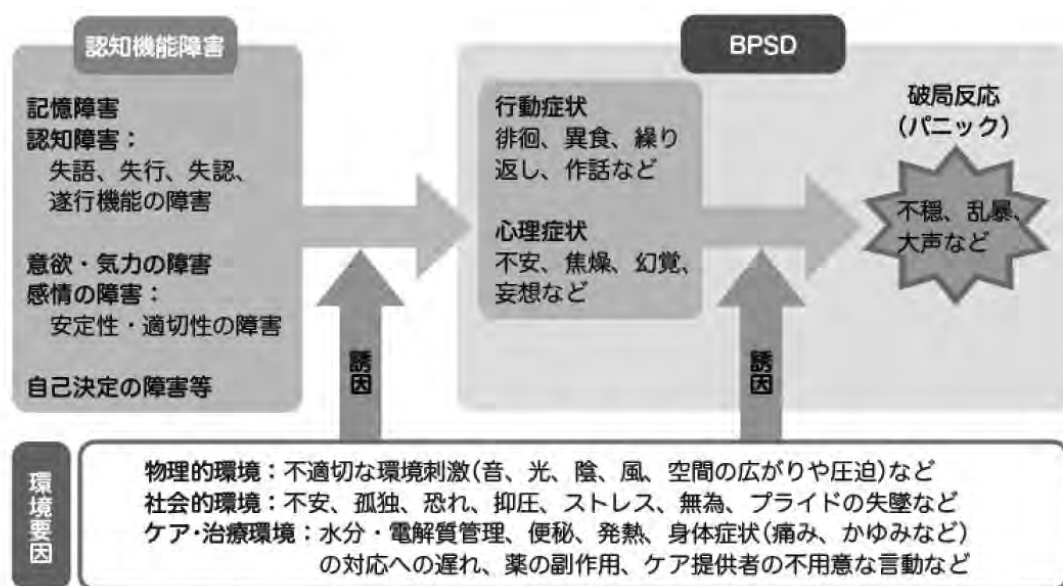 認知機能障害
記憶障害
認知障害：
失語、失行、失認、
遂行機能の障害
意欲・気力の障害
感情の障害：
安定性・適切性の障害
自己決定の障害等
BPSD
行動症状
徘徊、異食、繰り
返し、作話など
心理症状
不安、焦燥、幻覚、
妄想など
破局反応
(パニック)
不穏、乱暴、
大声など
誘因
誘因
環境要因
物理的環境：不適切な環境刺激(音、光、陰、風、空間の広がりや圧迫)など
社会的環境：不安、孤独、恐れ、抑圧、ストレス、無為、プライドの失墜など
ケア・治療環境：水分・電解質管理、便秘、発熱、身体症状(痛み、かゆみなど)
の対応への遅れ、薬の副作用、ケア提供者の不用意な言動など